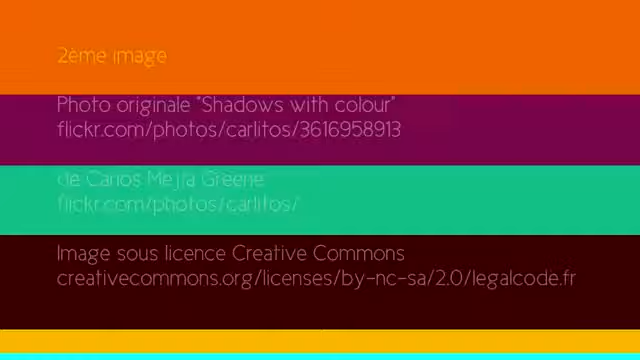 2ème image
Photo originale "Shadows with colour"
flickr.com/photos/carlitos/3616958913
de Carlos Mejía Greene
flickr.com/photos/carlitos/
Image sous licence Creative Commons
creativecommons.org/licenses/by-nc-sa/2.0/legalcode.fr